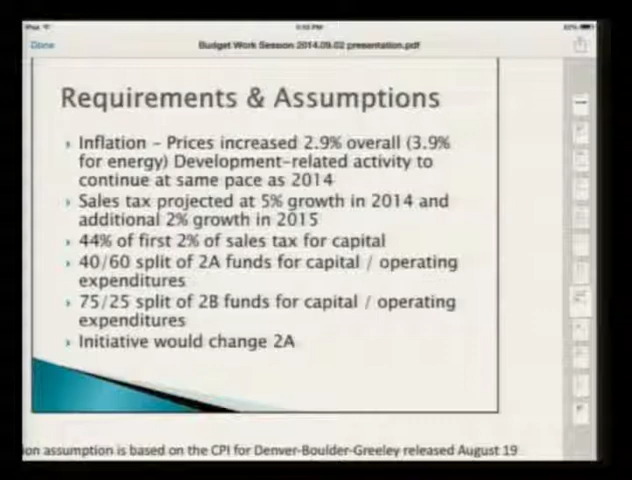 Done
Budget Work Session 2014.09.02 presentation.pdf
Requirements & Assumptions
Inflation – Prices increased 2.9% overall (3.9%
for energy) Development-related activity to
continue at same pace as 2014
Sales tax projected at 5% growth in 2014 and
additional 2% growth in 2015
44% of first 2% of sales tax for capital
40/60 split of 2A funds for capital / operating
expenditures
75/25 split of 2B funds for capital / operating
expenditures
Initiative would change 2A
ion assumption is based on the CPI for Denver-Boulder-Greeley released August 19